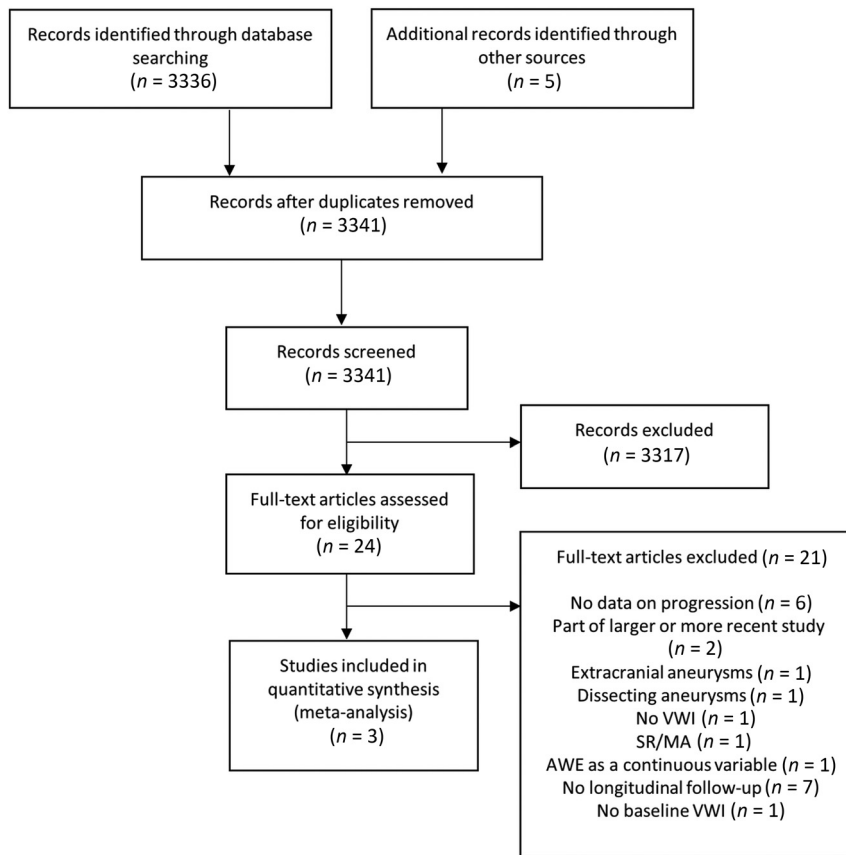 Records identified through database
searching
(n = 3336)
Additional records identified through
other sources
(n = 5)
Records after duplicates removed
(n = 3341)
Records screened
(n = 3341)
Records excluded
(n = 3317)
Full-text articles assessed
for eligibility
(n = 24)
Full-text articles excluded (n = 21)
No data on progression (n = 6)
Part of larger or more recent study
(n = 2)
Extracranial aneurysms (n = 1)
Dissecting aneurysms (n = 1)
No VWI (n = 1)
SR/MA (n = 1)
AWE as a continuous variable (n = 1)
No longitudinal follow-up (n = 7)
No baseline VWI (n = 1)
Studies included in
quantitative synthesis
(meta-analysis)
(n = 3)